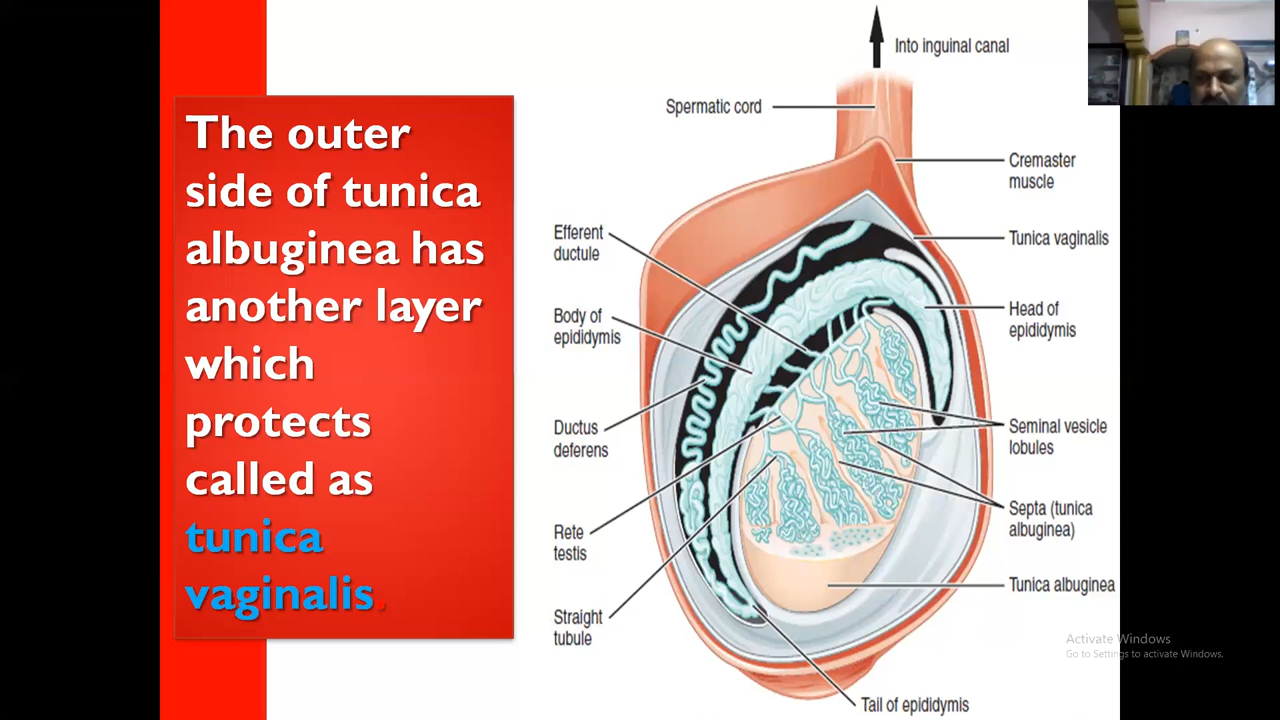 The outer
side of tunica
albuginea has
another layer
which
protects
called as
tunica
vaginalis.
Into inguinal canal
Spermatic cord
Cremaster
muscle
Efferent
ductule
Tunica vaginalis
Body of
epididymis
Head of
epididymis
Ductus
deferens
Seminal vesicle
lobules
Septa (tunica
albuginea)
Rete
testis
Tunica albuginea
Straight
tubule
Tail of epididymis
Activate Windows
Go to Settings to activate Windows.